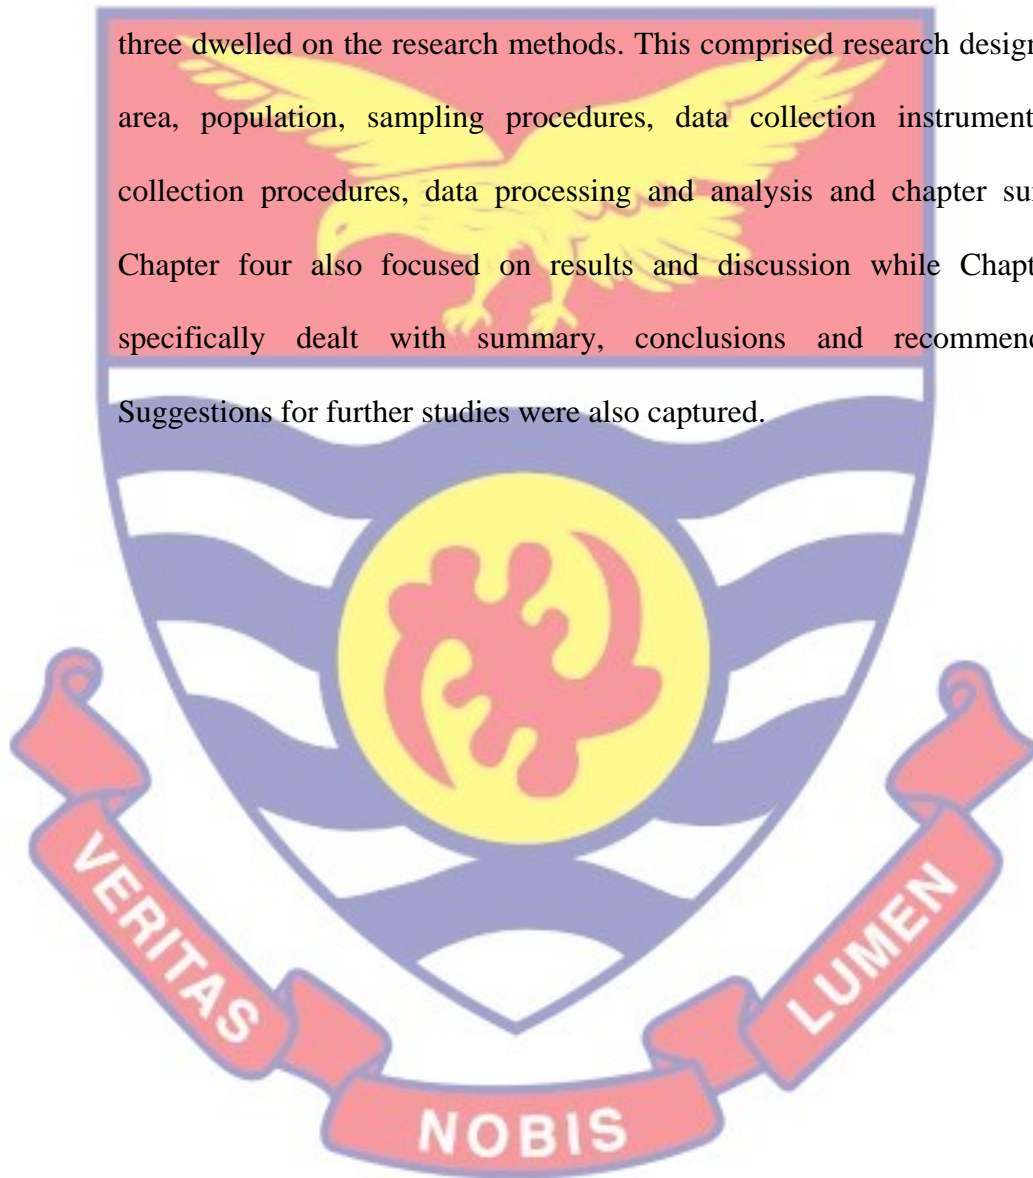 three dwelled on the research methods. This comprised research design
area, population, sampling procedures, data collection instrument
collection procedures, data processing and analysis and chapter su
Chapter four also focused on results and discussion while Chapt
specifically dealt with summary, conclusions and recommen
Suggestions for further studies were also captured.
VERITAS
NOBIS
LUMEN